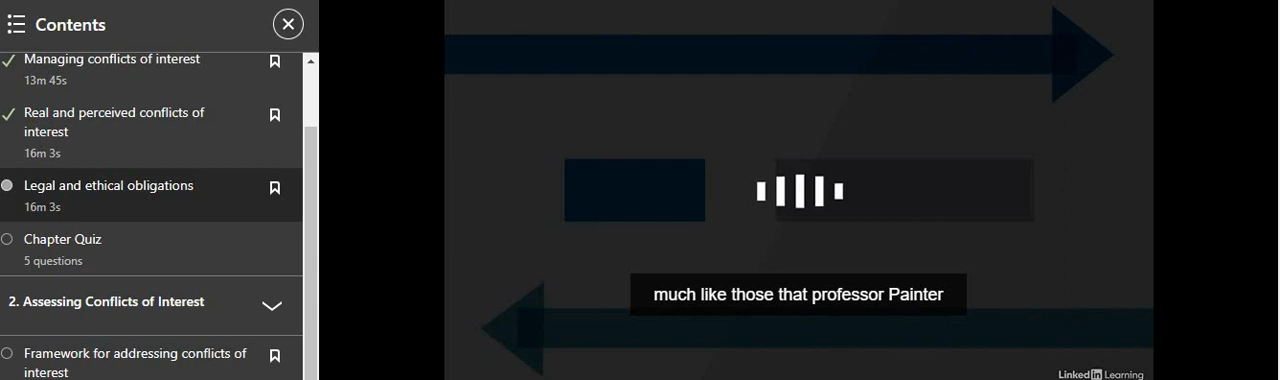 Contents
Managing conflicts of interest
13m 45s
Real and perceived conflicts of
interest
16m 3s
Legal and ethical obligations
16m 3s
Chapter Quiz
5 questions
2. Assessing Conflicts of Interest
Framework for addressing conflicts of
interest
much like those that professor Painter
LinkedIn Learning